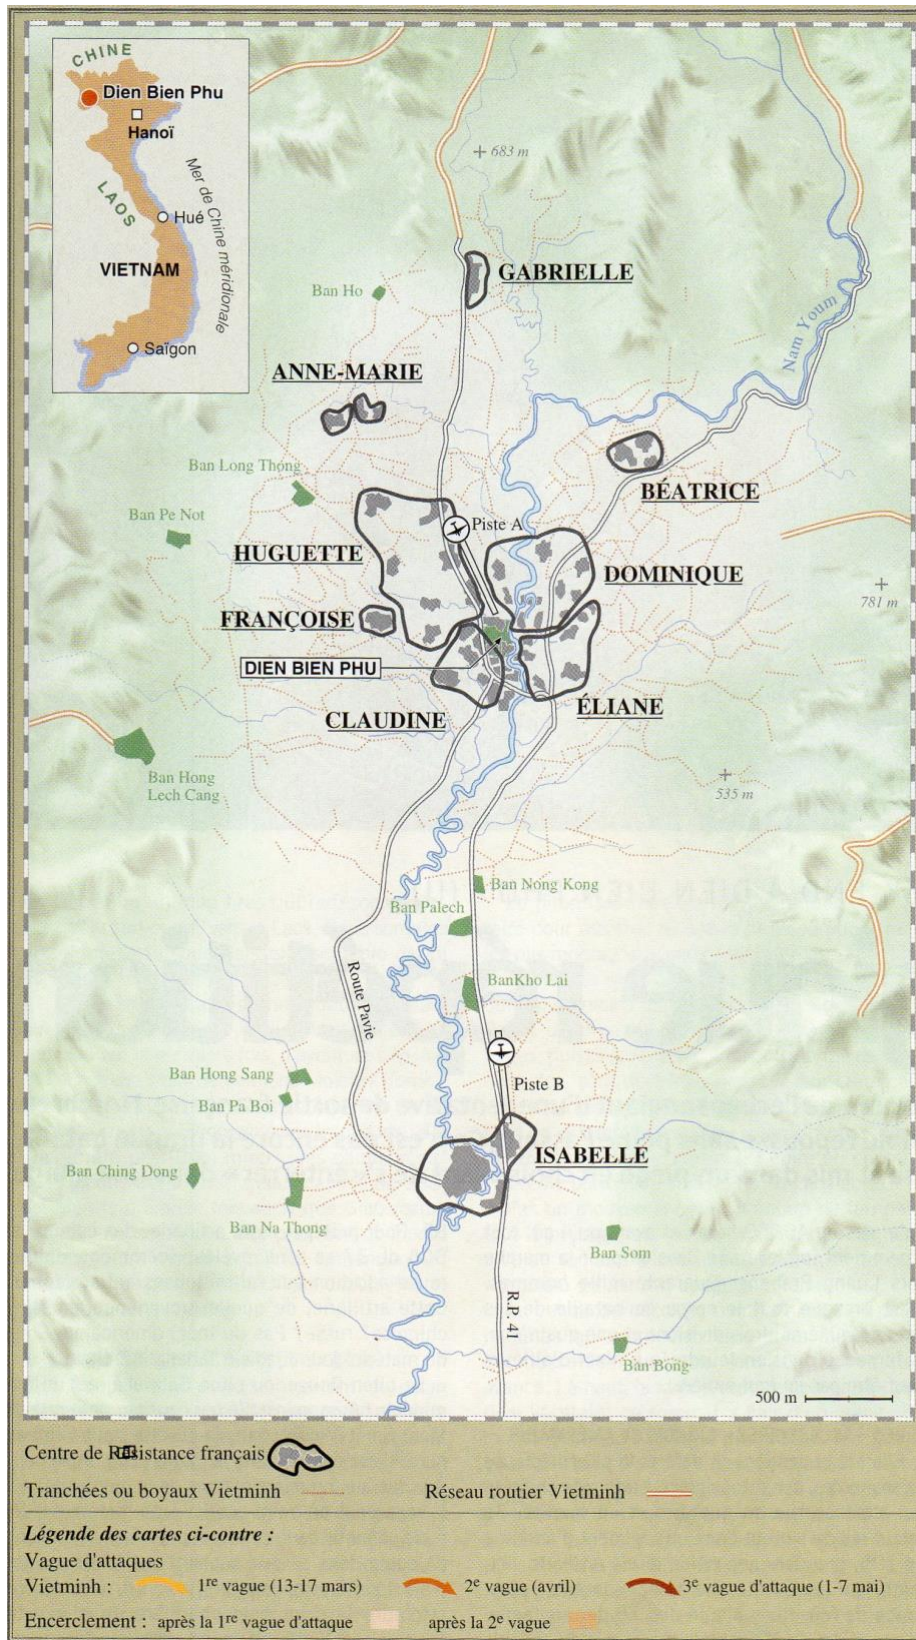 CHINE
Dien Bien Phu
Hanoï
LAOS
Mer de Chine méridionale
Hué
VIETNAM
Saïgon
683 m
GABRIELLE
Ban Ho
Nam Youm
ANNE-MARIE
Ban Long Thong
BÉATRICE
Ban Pe Not
Piste A
HUGUETTE
DOMINIQUE
781 m
FRANÇOISE
DIEN BIEN PHU
CLAUDINE
ÉLIANE
Ban Hong
Lech Cang
535 m
Ban Nong Kong
Ban Palech
BanKho Lai
Route Pavie
Ban Hong Sang
Piste B
Ban Pa Boi
ISABELLE
Ban Ching Dong
Ban Na Thong
Ban Som
R.P. 41
Ban Bong
500 m
Centre de Résistance français
Tranchées ou boyaux Vietminh
Réseau routier Vietminh
Légende des cartes ci-contre :
Vague d'attaques
Vietminh : 1re vague (13-17 mars) 2e vague (avril) 3e vague d'attaque (1-7 mai)
Encerclement : après la 1re vague d'attaque après la 2e vague